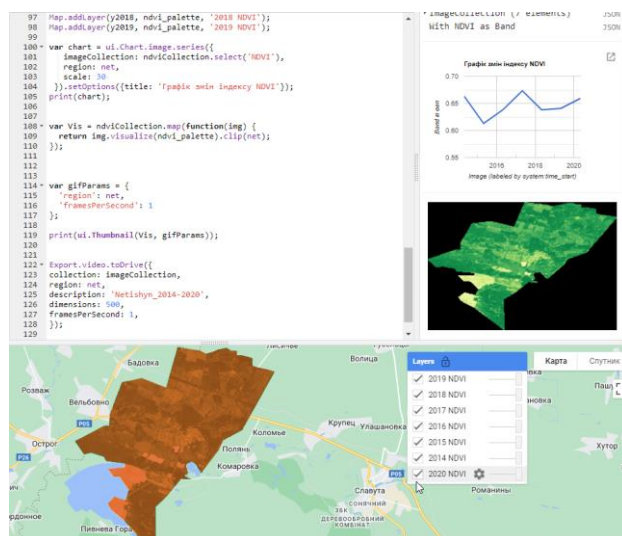 97 Map.addLayer(y2018, ndvi_palette, '2018 NDVI');
98 Map.addLayer(y2019, ndvi_palette, '2019 NDVI');
99
100 var chart = ui.Chart.image.series({
101 imageCollection: ndviCollection.select('NDVI'),
102 region: net,
103 scale: 30
104 }).setOptions({title: 'Графік змін індексу NDVI'});
105 print(chart);
106
107
108 var Vis = ndviCollection.map(function(img) {
109 return img.visualize(ndvi_palette).clip(net);
110 });
111
112
113
114 var gifParams = {
115 'region': net,
116 'framesPerSecond': 1
117 };
118
119 print(ui.Thumbnail(Vis, gifParams));
120
121
122 Export.video.toDrive({
123 collection: imageCollection,
124 region: net,
125 description: 'Netishyn_2014-2020',
126 dimensions: 500,
127 framesPerSecond: 1,
128 });
129
ImageCollection (7 elements) JSON
With NDVI as Band JSON
Графік змін індексу NDVI
0.70
0.65
0.60
0.55
2016 2018 2020
Image (labeled by system:time_start)
Layers
2019 NDVI
2018 NDVI
2017 NDVI
2016 NDVI
2015 NDVI
2014 NDVI
2020 NDVI
Карта Спутник
Бадовка
Волица
Розваж
Вельбовно
P05
Острог
P26
Коломье
Крупец
Улашановка
Полянь
Комаровка
P05
Славута
Романины
Хутор
СОНЯЧНИЙ
ЗБК
ДЕРЕВООБРОБНИЙ
КОМБІНАТ
Пивнева Гора